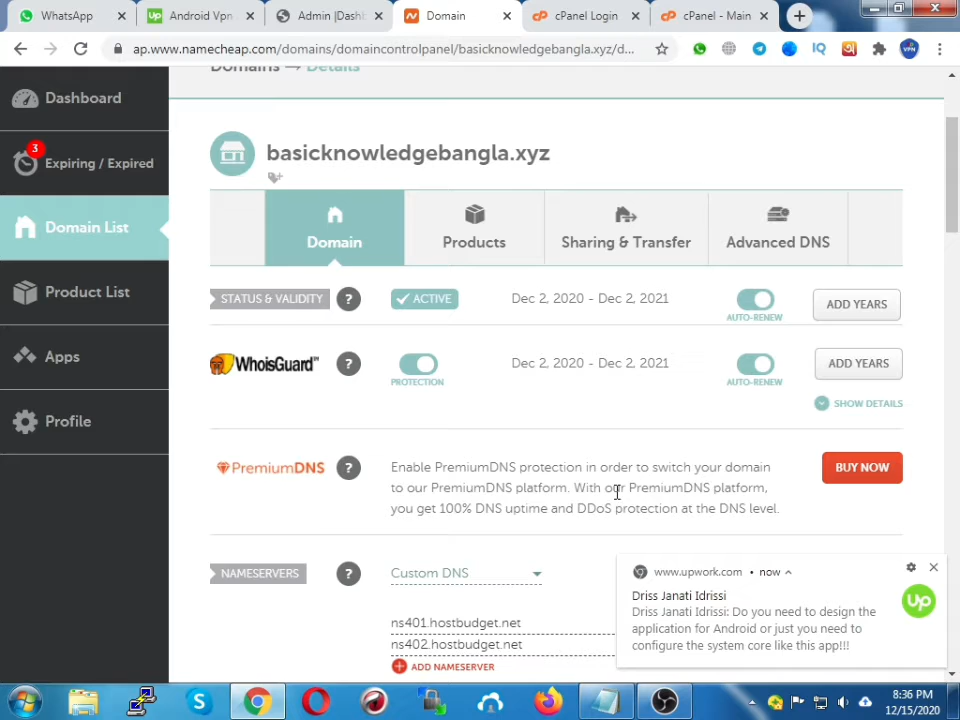 WhatsApp
Android Vpn
Admin |Dashl
Domain
cPanel Login
cPanel - Main
ap.www.namecheap.com/domains/domaincontrolpanel/basicknowledgebangla.xyz/d...
IQ
VPN
Domains → Details
Dashboard
3
Expiring / Expired
Domain List
Product List
Apps
Profile
basicknowledgebangla.xyz
Domain
Products
Sharing & Transfer
Advanced DNS
STATUS & VALIDITY
?
ACTIVE
Dec 2, 2020 - Dec 2, 2021
AUTO-RENEW
ADD YEARS
WhoisGuard
?
PROTECTION
Dec 2, 2020 - Dec 2, 2021
AUTO-RENEW
ADD YEARS
SHOW DETAILS
PremiumDNS
?
Enable PremiumDNS protection in order to switch your domain
to our PremiumDNS platform. With our PremiumDNS platform,
you get 100% DNS uptime and DDoS protection at the DNS level.
BUY NOW
NAMESERVERS
?
Custom DNS
ns401.hostbudget.net
ns402.hostbudget.net
ADD NAMESERVER
www.upwork.com • now
Driss Janati Idrissi
Driss Janati Idrissi: Do you need to design the
application for Android or just you need to
configure the system core like this app!!!
Up
8:36 PM
12/15/2020